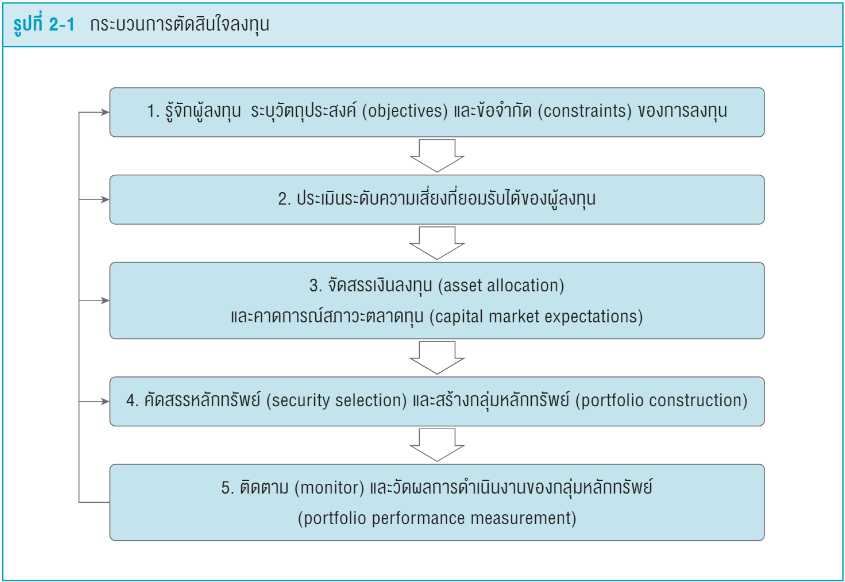 รูปที่ 2-1 กระบวนการตัดสินใจลงทุน
1. รู้จักผู้ลงทุน ระบุวัตถุประสงค์ (objectives) และข้อจำกัด (constraints) ของการลงทุน
2. ประเมินระดับความเสี่ยงที่ยอมรับได้ของผู้ลงทุน
3. จัดสรรเงินลงทุน (asset allocation)
และคาดการณ์สภาวะตลาดทุน (capital market expectations)
4. คัดสรรหลักทรัพย์ (security selection) และสร้างกลุ่มหลักทรัพย์ (portfolio construction)
5. ติดตาม (monitor) และวัดผลการดำเนินงานของกลุ่มหลักทรัพย์
(portfolio performance measurement)